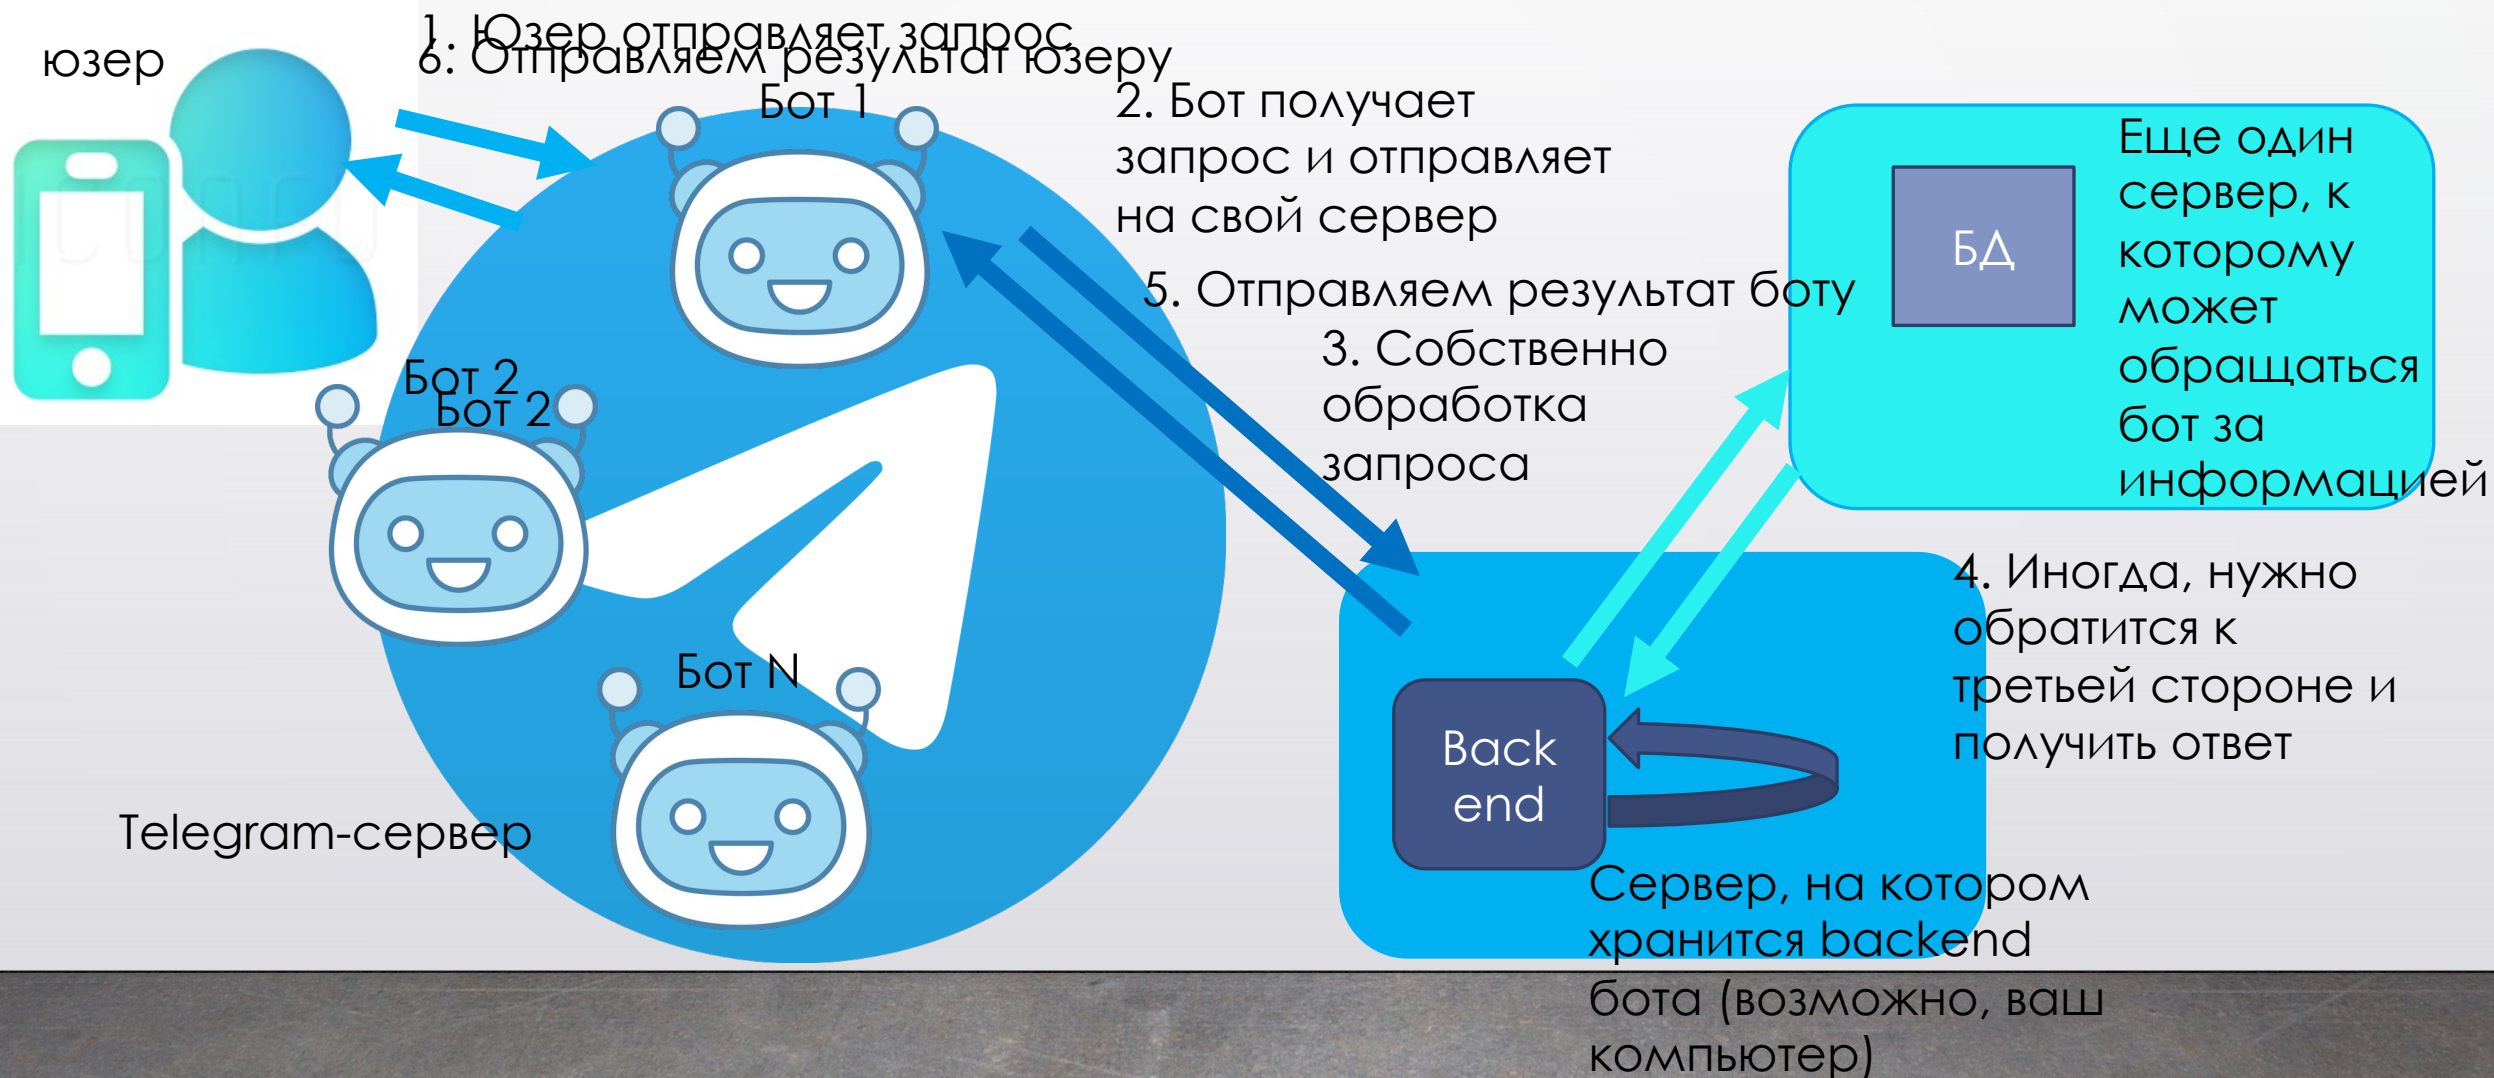 юзер
1. Юзер отправляет запрос
6. Отправляем результат юзеру
Бот 1
2. Бот получает
запрос и отправляет
на свой сервер
5. Отправляем результат боту
3. Собственно
обработка
запроса
БД
Еще один
сервер, к
которому
может
обращаться
бот за
информацией
Бот 2
Бот 2
Бот N
Telegram-сервер
4. Иногда, нужно
обратится к
третьей стороне и
получить ответ
Back
end
Сервер, на котором
хранится backend
бота (возможно, ваш
компьютер)